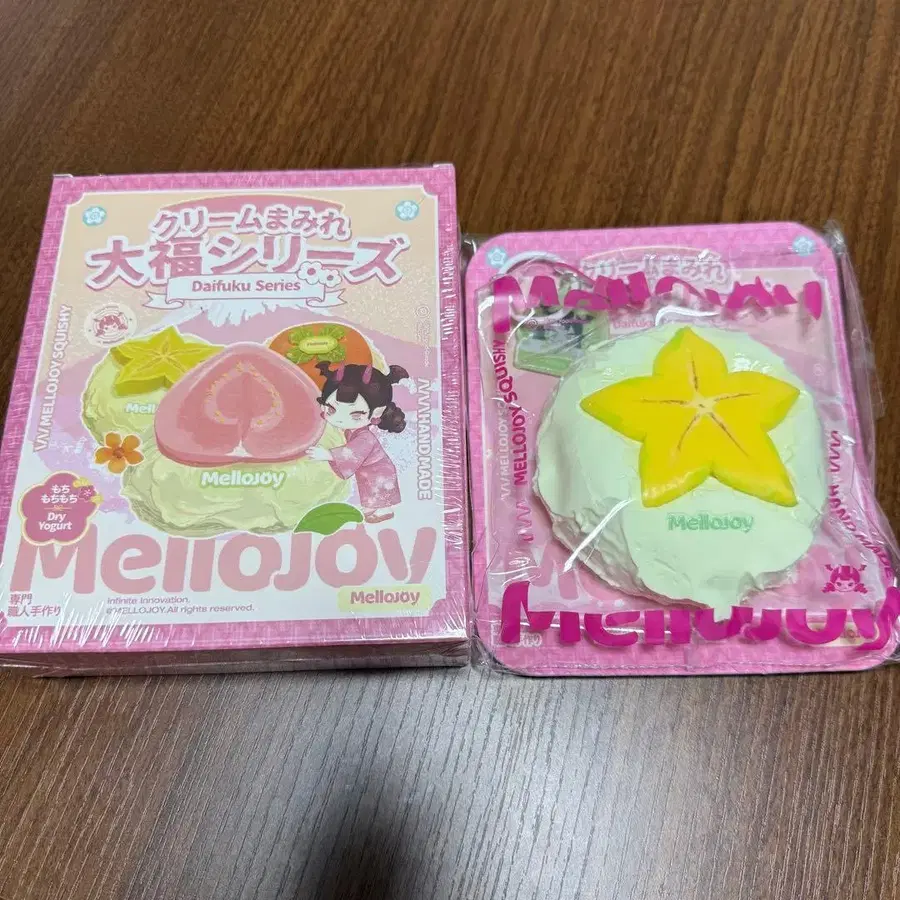 クリームまみれ
大福シリーズ
Daifuku Series
MELLOJOY SQUISHY
HANDMADE
Mello
MelloJoy
もち
もちもち
Dry
Yogurt
MelloJoy
専門
職人手作り
Infinite Innovation.
©MELLOJOY.All rights reserved.
MelloJoy
MelloJoy
クリームまみれ
Daifuku
MELLOJOY SQUISHY
MelloJoy
MelloJoy